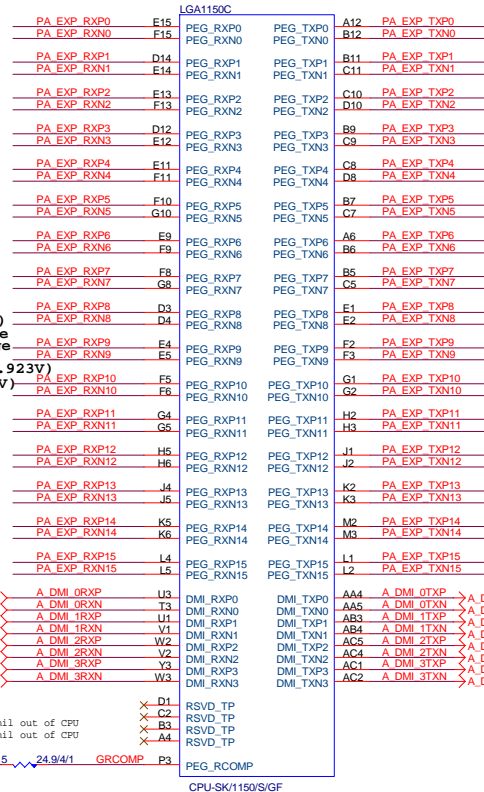 LGA1150C
PA_EXP_RXP0 E15 PEG_RXP0 PEG_TXP0 A12 PA_EXP_TXP0
PA_EXP_RXN0 F15 PEG_RXN0 PEG_TXN0 B12 PA_EXP_TXN0
PA_EXP_RXP1 D14 PEG_RXP1 PEG_TXP1 B11 PA_EXP_TXP1
PA_EXP_RXN1 E14 PEG_RXN1 PEG_TXN1 C11 PA_EXP_TXN1
PA_EXP_RXP2 E13 PEG_RXP2 PEG_TXP2 C10 PA_EXP_TXP2
PA_EXP_RXN2 F13 PEG_RXN2 PEG_TXN2 D10 PA_EXP_TXN2
PA_EXP_RXP3 D12 PEG_RXP3 PEG_TXP3 B9 PA_EXP_TXP3
PA_EXP_RXN3 E12 PEG_RXN3 PEG_TXN3 C9 PA_EXP_TXN3
PA_EXP_RXP4 E11 PEG_RXP4 PEG_TXP4 C8 PA_EXP_TXP4
PA_EXP_RXN4 F11 PEG_RXN4 PEG_TXN4 D8 PA_EXP_TXN4
PA_EXP_RXP5 F10 PEG_RXP5 PEG_TXP5 B7 PA_EXP_TXP5
PA_EXP_RXN5 G10 PEG_RXN5 PEG_TXN5 C7 PA_EXP_TXN5
PA_EXP_RXP6 E9 PEG_RXP6 PEG_TXP6 A6 PA_EXP_TXP6
PA_EXP_RXN6 F9 PEG_RXN6 PEG_TXN6 B6 PA_EXP_TXN6
PA_EXP_RXP7 F8 PEG_RXP7 PEG_TXP7 B5 PA_EXP_TXP7
PA_EXP_RXN7 G8 PEG_RXN7 PEG_TXN7 C5 PA_EXP_TXN7
PA_EXP_RXP8 D3 PEG_RXP8 PEG_TXP8 E1 PA_EXP_TXP8
PA_EXP_RXN8 D4 PEG_RXN8 PEG_TXN8 E2 PA_EXP_TXN8
PA_EXP_RXP9 E4 PEG_RXP9 PEG_TXP9 F2 PA_EXP_TXP9
PA_EXP_RXN9 E5 PEG_RXN9 PEG_TXN9 F3 PA_EXP_TXN9
.923V)
PA_EXP_RXP10 F5 PEG_RXP10 PEG_TXP10 G1 PA_EXP_TXP10
V) PA_EXP_RXN10 F6 PEG_RXN10 PEG_TXN10 G2 PA_EXP_TXN10
PA_EXP_RXP11 G4 PEG_RXP11 PEG_TXP11 H2 PA_EXP_TXP11
PA_EXP_RXN11 G5 PEG_RXN11 PEG_TXN11 H3 PA_EXP_TXN11
PA_EXP_RXP12 H5 PEG_RXP12 PEG_TXP12 J1 PA_EXP_TXP12
PA_EXP_RXN12 H6 PEG_RXN12 PEG_TXN12 J2 PA_EXP_TXN12
PA_EXP_RXP13 J4 PEG_RXP13 PEG_TXP13 K2 PA_EXP_TXP13
PA_EXP_RXN13 J5 PEG_RXN13 PEG_TXN13 K3 PA_EXP_TXN13
PA_EXP_RXP14 K5 PEG_RXP14 PEG_TXP14 M2 PA_EXP_TXP14
PA_EXP_RXN14 K6 PEG_RXN14 PEG_TXN14 M3 PA_EXP_TXN14
PA_EXP_RXP15 L4 PEG_RXP15 PEG_TXP15 L1 PA_EXP_TXP15
PA_EXP_RXN15 L5 PEG_RXN15 PEG_TXN15 L2 PA_EXP_TXN15
A_DMI_0RXP U3 DMI_RXP0 DMI_TXP0 AA4 A_DMI_0TXP
A_DMI_0RXN T3 DMI_RXN0 DMI_TXN0 AA5 A_DMI_0TXN
A_DMI_1RXP U1 DMI_RXP1 DMI_TXP1 AB3 A_DMI_1TXP
A_DMI_1RXN V1 DMI_RXN1 DMI_TXN1 AB4 A_DMI_1TXN
A_DMI_2RXP W2 DMI_RXP2 DMI_TXP2 AC5 A_DMI_2TXP
A_DMI_2RXN V2 DMI_RXN2 DMI_TXN2 AC4 A_DMI_2TXN
A_DMI_3RXP Y3 DMI_RXP3 DMI_TXP3 AC1 A_DMI_3TXP
A_DMI_3RXN W3 DMI_RXN3 DMI_TXN3 AC2 A_DMI_3TXN
D1 RSVD_TP
C2 RSVD_TP
mil out of CPU B3 RSVD_TP
mil out of CPU A4 RSVD_TP
5 24.9/4/1 GRCOMP P3 PEG_RCOMP
CPU-SK/1150/S/GF